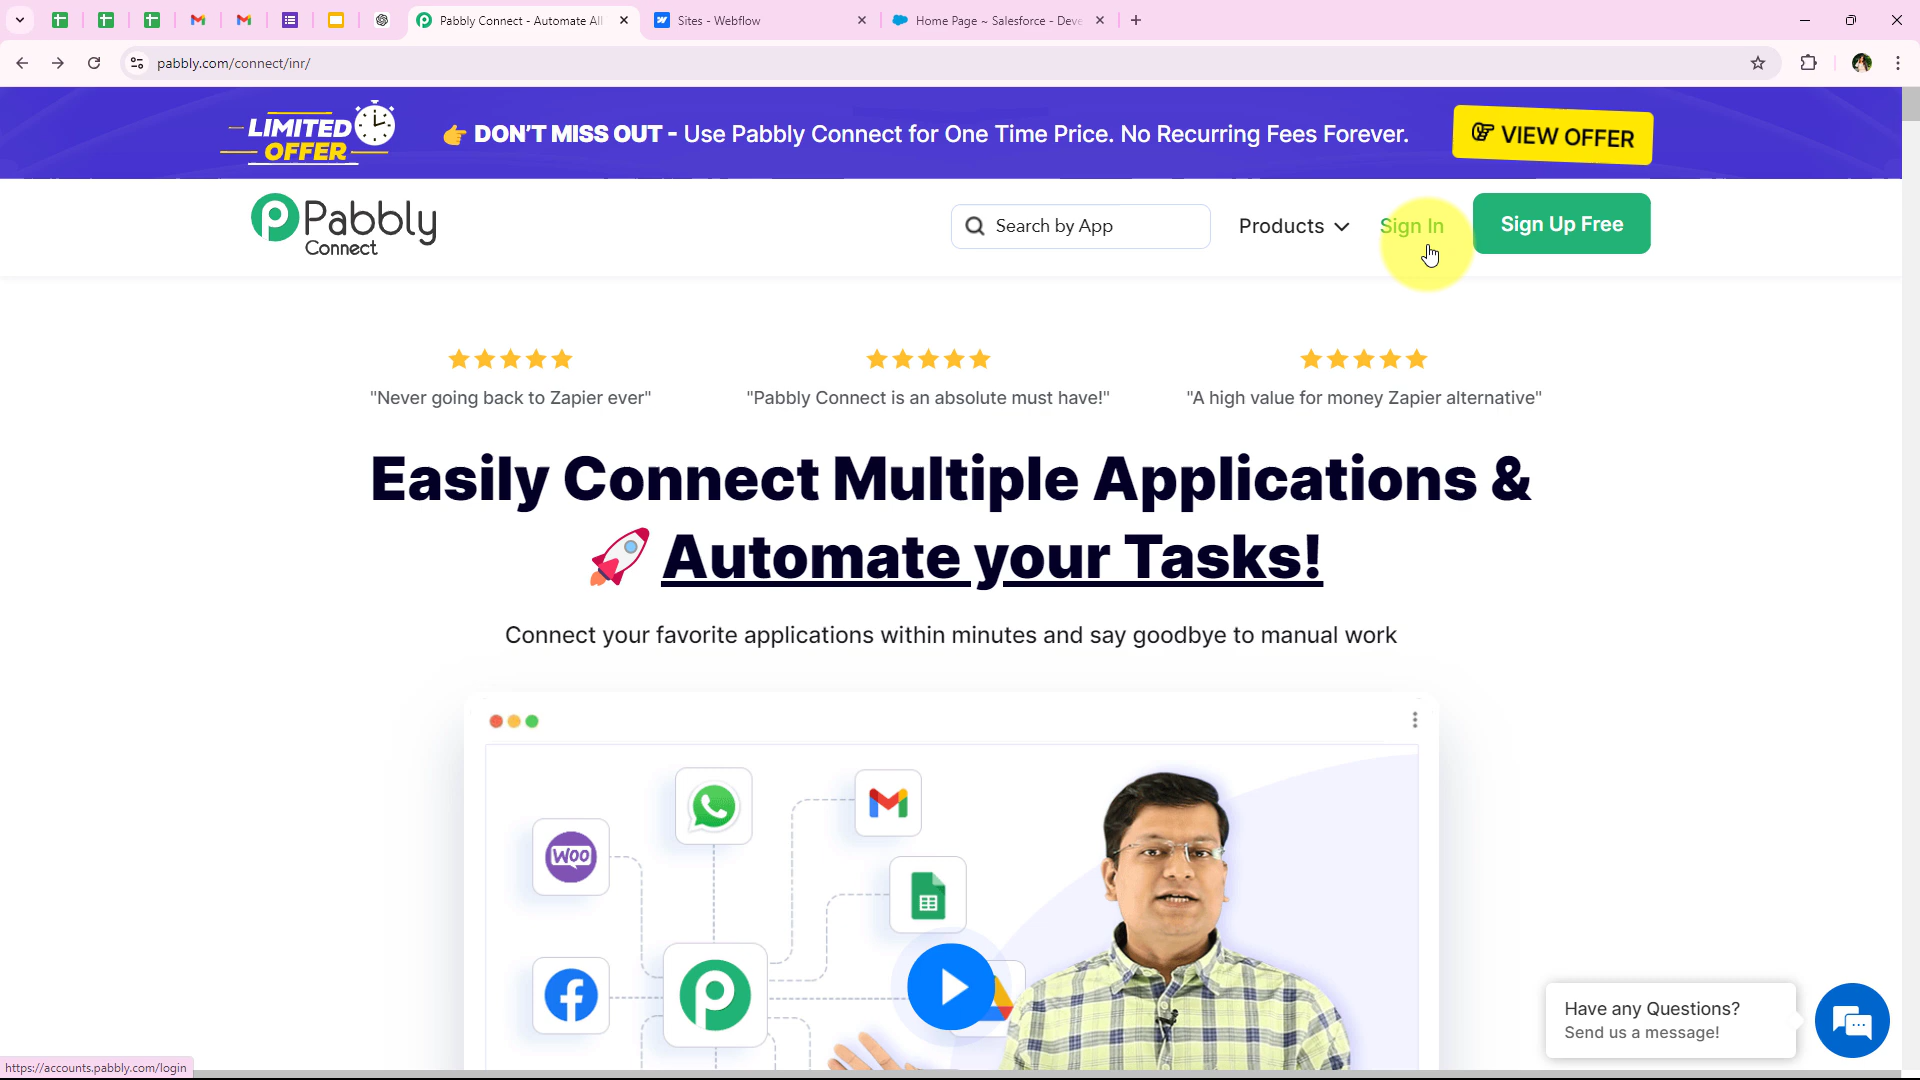 Pabbly Connect - Automate All
Sites - Webflow
Home Page ~ Salesforce - Deve
pabbly.com/connect/inr/
LIMITED
OFFER
DON'T MISS OUT - Use Pabbly Connect for One Time Price. No Recurring Fees Forever.
VIEW OFFER
Pabbly
Connect
Search by App
Products
Sign In
Sign Up Free
"Never going back to Zapier ever"
"Pabbly Connect is an absolute must have!"
"A high value for money Zapier alternative"
Easily Connect Multiple Applications &
Automate your Tasks!
Connect your favorite applications within minutes and say goodbye to manual work
WOO
Have any Questions?
Send us a message!
https://accounts.pabbly.com/login